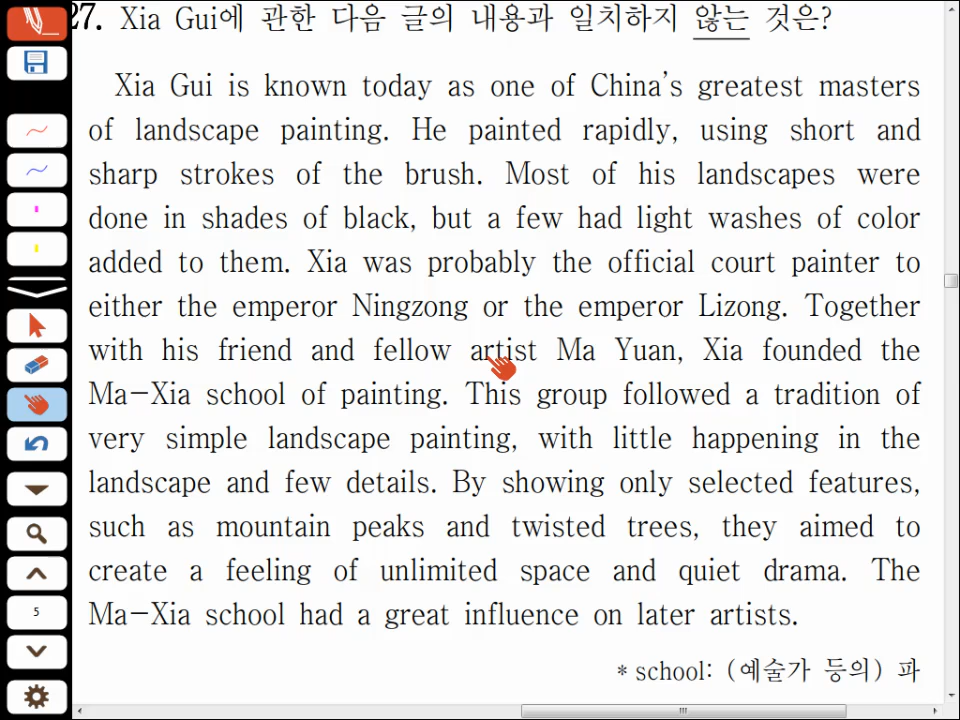 27. Xia Gui에 관한 다음 글의 내용과 일치하지 않는 것은?
Xia Gui is known today as one of China's greatest masters
of landscape painting. He painted rapidly, using short and
sharp strokes of the brush. Most of his landscapes were
done in shades of black, but a few had light washes of color
added to them. Xia was probably the official court painter to
either the emperor Ningzong or the emperor Lizong. Together
with his friend and fellow artist Ma Yuan, Xia founded the
Ma-Xia school of painting. This group followed a tradition of
very simple landscape painting, with little happening in the
landscape and few details. By showing only selected features,
such as mountain peaks and twisted trees, they aimed to
create a feeling of unlimited space and quiet drama. The
Ma-Xia school had a great influence on later artists.
* school: (예술가 등의) 파
5